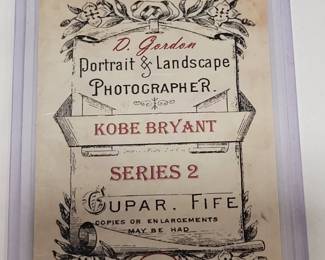 D. Gordon
Portrait & Landscape
Photographer.
KOBE BRYANT
SERIES 2
Cupar. Fife
COPIES OR ENLARGEMENTS
MAY BE HAD